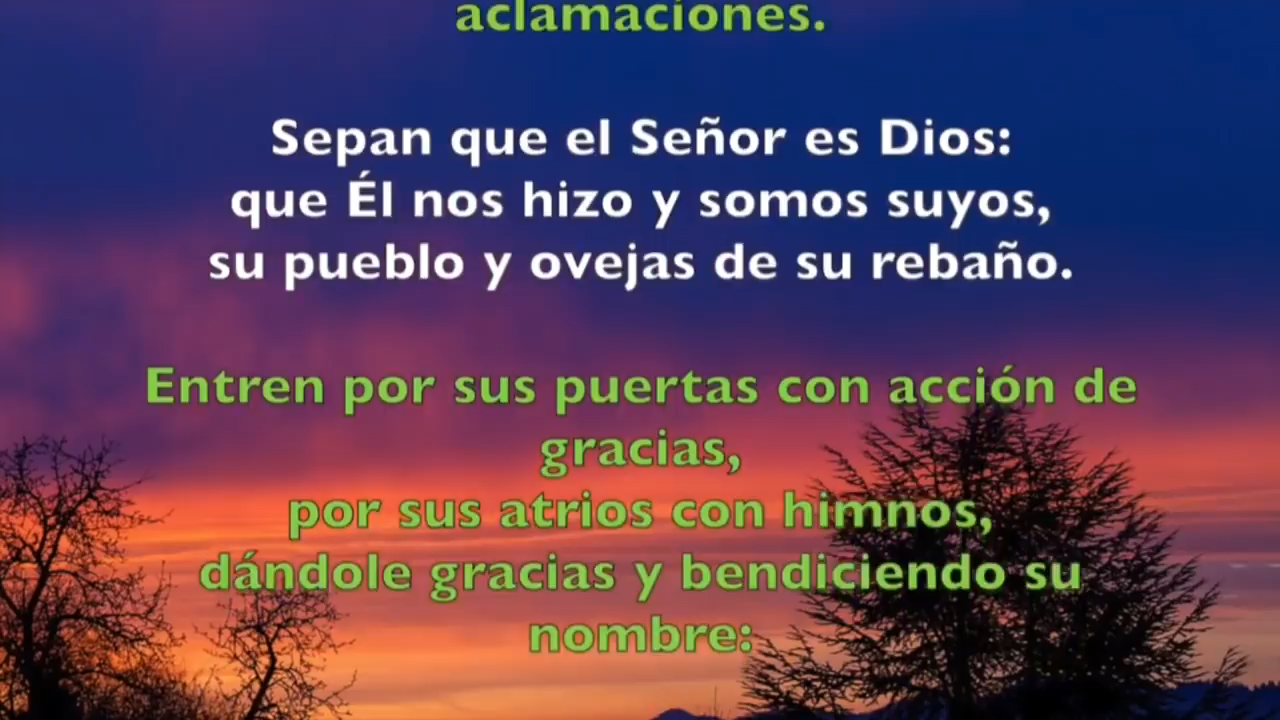 aclamaciones.
Sepan que el Señor es Dios:
que Él nos hizo y somos suyos,
su pueblo y ovejas de su rebaño.
Entren por sus puertas con acción de
gracias,
por sus atrios con himnos,
dándole gracias y bendiciendo su
nombre: